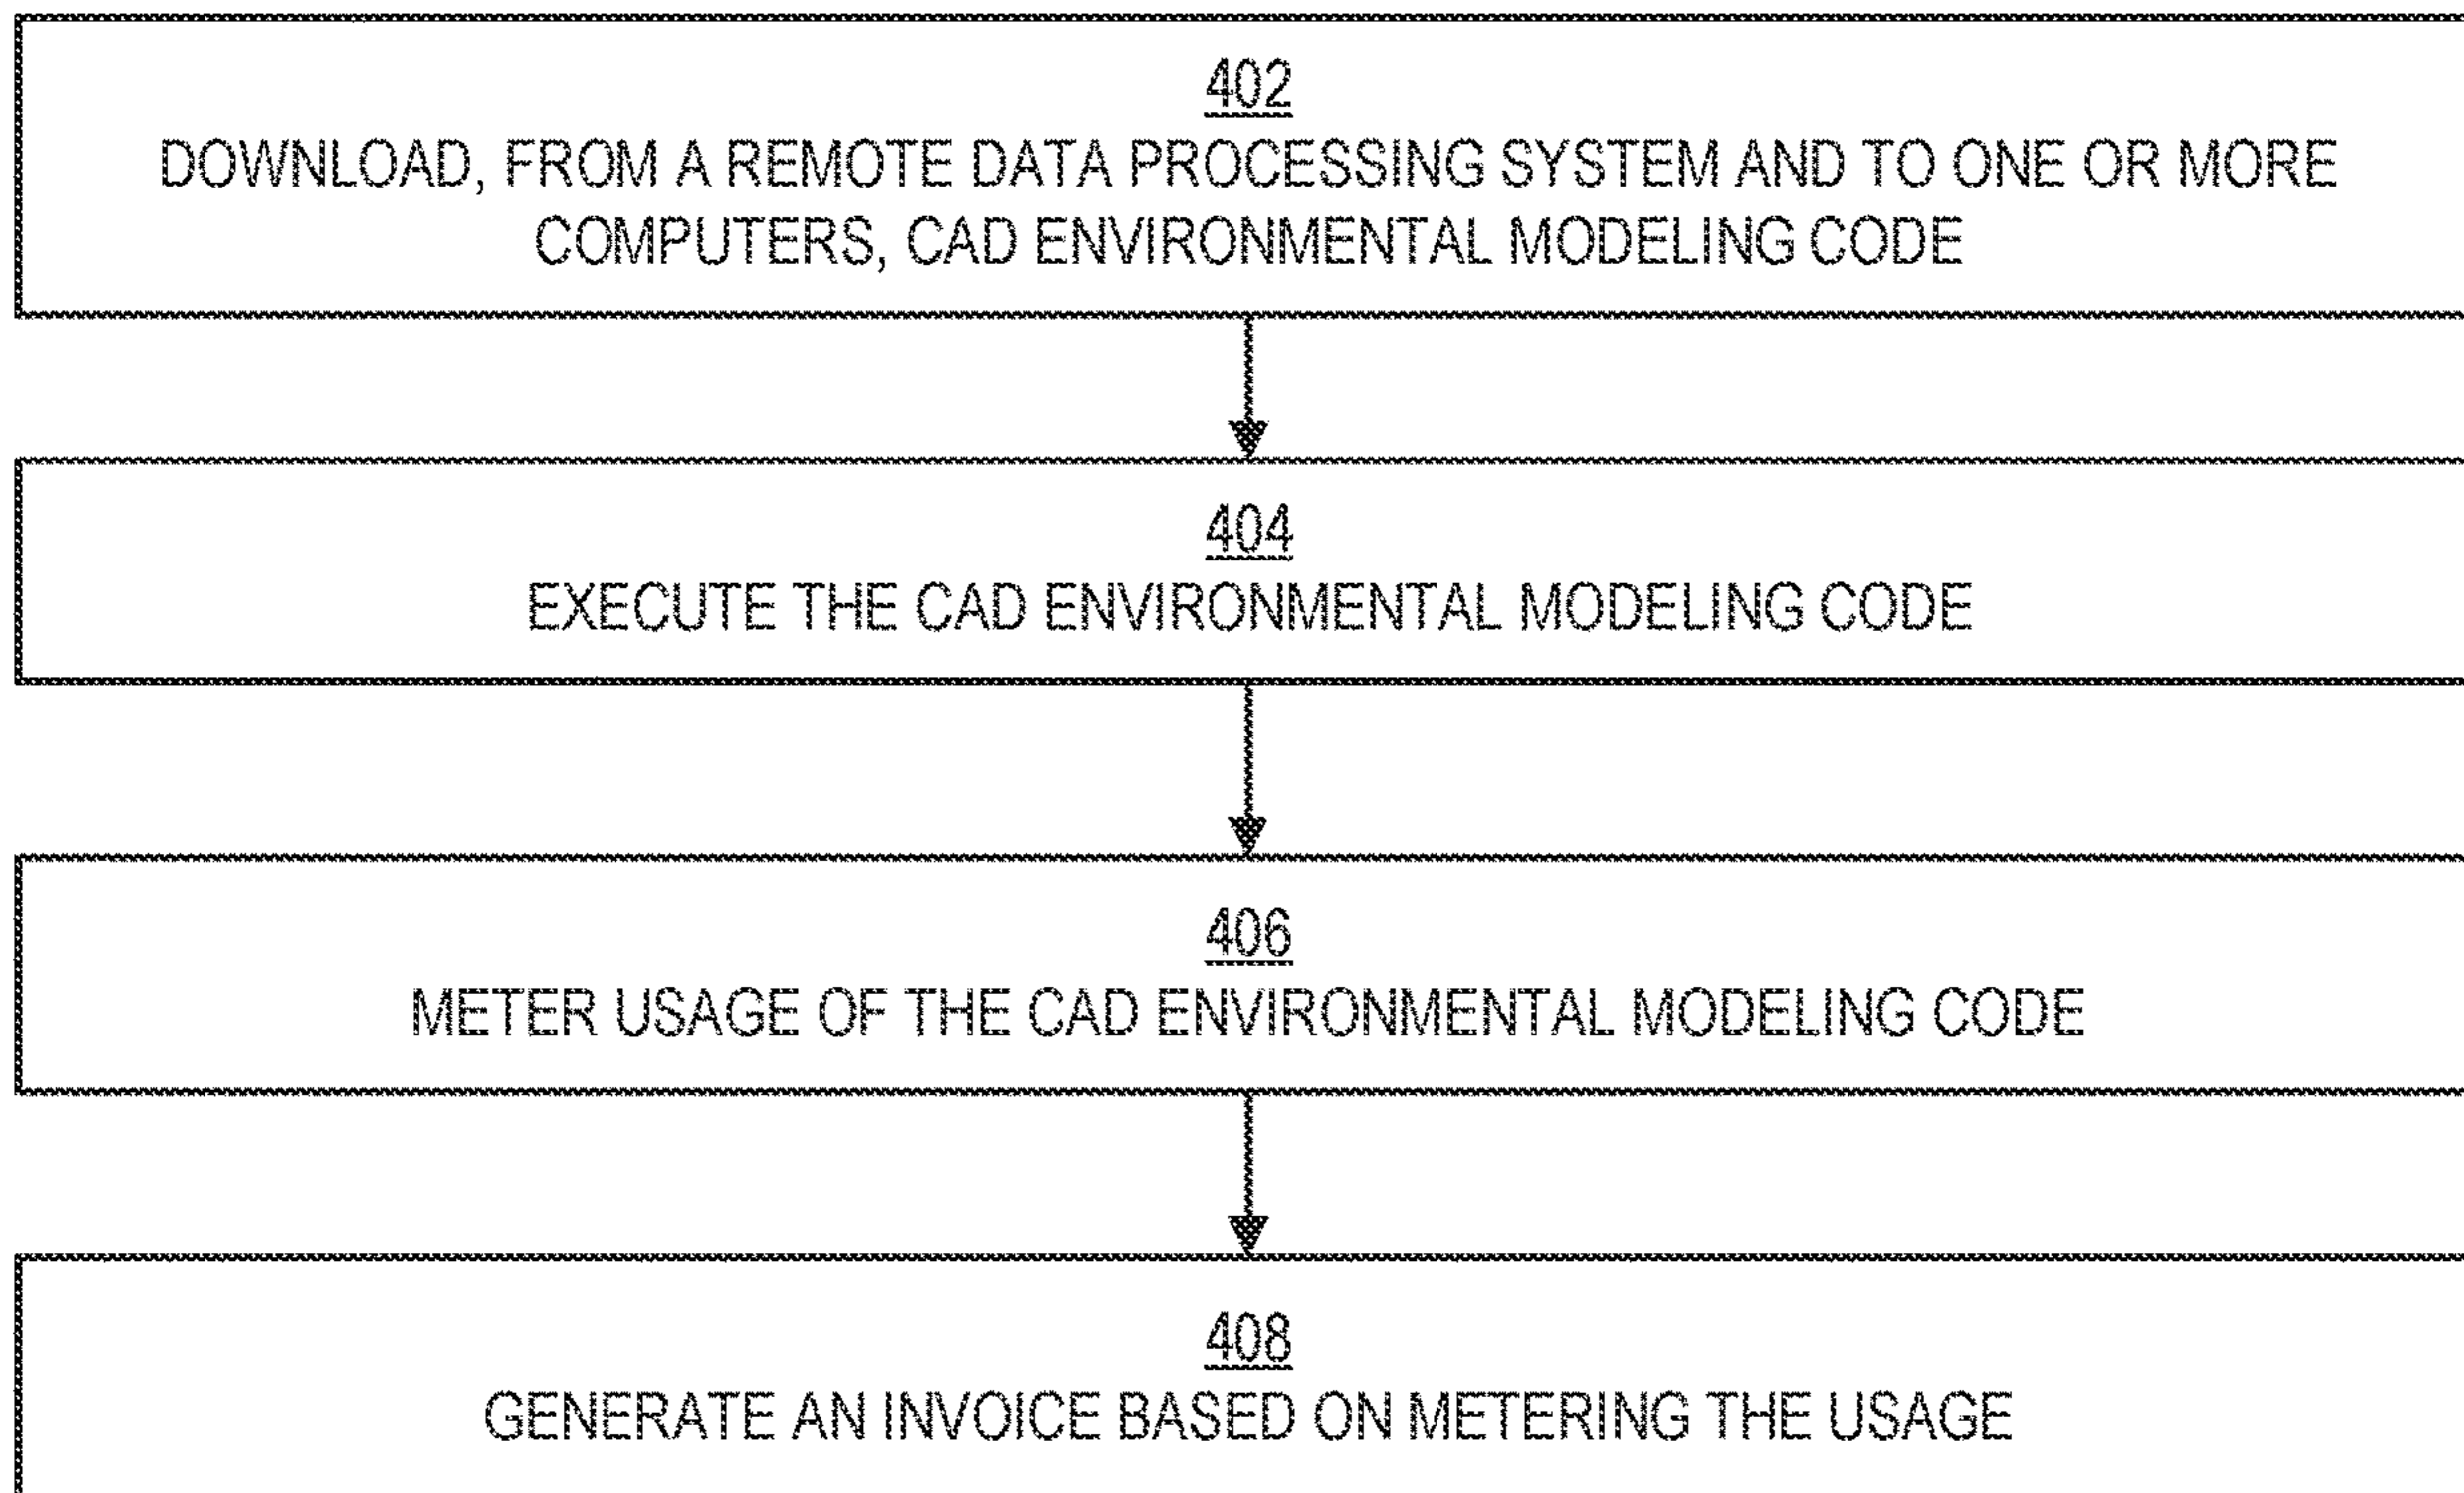 402
DOWNLOAD, FROM A REMOTE DATA PROCESSING SYSTEM AND TO ONE OR MORE
COMPUTERS, CAD ENVIRONMENTAL MODELING CODE
404
EXECUTE THE CAD ENVIRONMENTAL MODELING CODE
406
METER USAGE OF THE CAD ENVIRONMENTAL MODELING CODE
408
GENERATE AN INVOICE BASED ON METERING THE USAGE